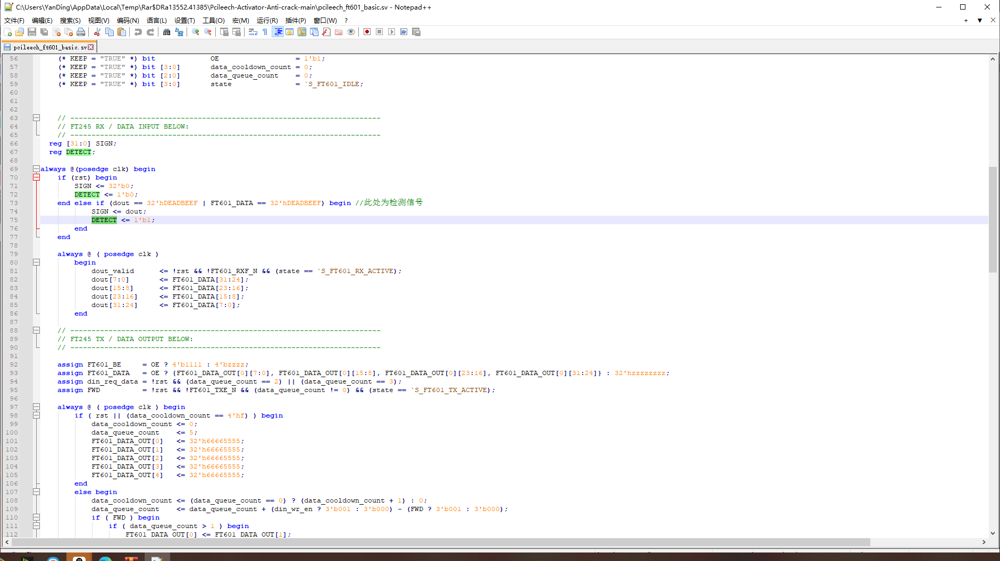 C:\Users\YanDing\AppData\Local\Temp\Rar$DRa13552.41385\Pcileech-Activator-Anti-crack-main\pcileech_ft601_basic.sv - Notepad++
文件(F) 编辑(E) 搜索(S) 视图(V) 编码(N) 语言(L) 设置(T) 工具(O) 宏(M) 运行(R) 插件(P) 窗口(W) ?
pcileech_ft601_basic.sv
56 (* KEEP = "TRUE" *) bit OE = 1'b1;
57 (* KEEP = "TRUE" *) bit [3:0] data_cooldown_count = 0;
58 (* KEEP = "TRUE" *) bit [2:0] data_queue_count = 0;
59 (* KEEP = "TRUE" *) bit [3:0] state = `S_FT601_IDLE;
60
61
62
63 // -------------------------------------------------------------------------
64 // FT245 RX / DATA INPUT BELOW:
65 // -------------------------------------------------------------------------
66 reg [31:0] SIGN;
67 reg DETECT;
68
69 always @(posedge clk) begin
70 if (rst) begin
71 SIGN <= 32'b0;
72 DETECT <= 1'b0;
73 end else if (dout == 32'hDEADBEEF | FT601_DATA == 32'hDEADBEEF) begin //此处为检测信号
74 SIGN <= dout;
75 DETECT <= 1'b1;
76 end
77 end
78
79 always @ ( posedge clk )
80 begin
81 dout_valid <= !rst && !FT601_RXF_N && (state == `S_FT601_RX_ACTIVE);
82 dout[7:0] <= FT601_DATA[31:24];
83 dout[15:8] <= FT601_DATA[23:16];
84 dout[23:16] <= FT601_DATA[15:8];
85 dout[31:24] <= FT601_DATA[7:0];
86 end
87
88 // -------------------------------------------------------------------------
89 // FT245 TX / DATA OUTPUT BELOW:
90 // -------------------------------------------------------------------------
91
92 assign FT601_BE = OE ? 4'b1111 : 4'bzzzz;
93 assign FT601_DATA = OE ? {FT601_DATA_OUT[0][7:0], FT601_DATA_OUT[0][15:8], FT601_DATA_OUT[0][23:16], FT601_DATA_OUT[0][31:24]} : 32'hzzzzzzzz;
94 assign din_req_data = !rst && (data_queue_count == 2) || (data_queue_count == 3);
95 assign FWD = !rst && !FT601_TXE_N && (data_queue_count != 0) && (state == `S_FT601_TX_ACTIVE);
96
97 always @ ( posedge clk ) begin
98 if ( rst || (data_cooldown_count == 4'hf) ) begin
99 data_cooldown_count <= 0;
100 data_queue_count <= 5;
101 FT601_DATA_OUT[0] <= 32'h66665555;
102 FT601_DATA_OUT[1] <= 32'h66665555;
103 FT601_DATA_OUT[2] <= 32'h66665555;
104 FT601_DATA_OUT[3] <= 32'h66665555;
105 FT601_DATA_OUT[4] <= 32'h66665555;
106 end
107 else begin
108 data_cooldown_count <= (data_queue_count == 0) ? (data_cooldown_count + 1) : 0;
109 data_queue_count <= data_queue_count + (din_wr_en ? 3'b001 : 3'b000) - (FWD ? 3'b001 : 3'b000);
110 if ( FWD ) begin
111 if ( data_queue_count > 1 ) begin
112 FT601_DATA_OUT[0] <= FT601_DATA_OUT[1];